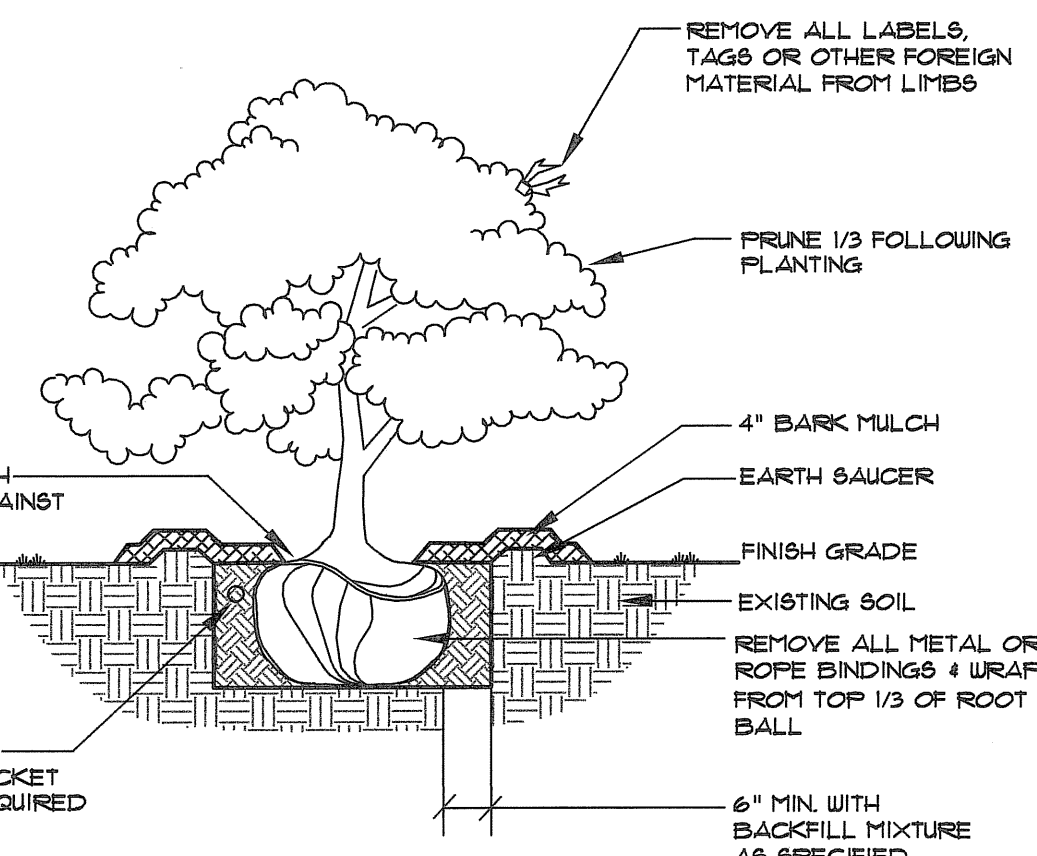 REMOVE ALL LABELS,
TAGS OR OTHER FOREIGN
MATERIAL FROM LIMBS
PRUNE 1/3 FOLLOWING
PLANTING
4" BARK MULCH
EARTH SAUCER
FINISH GRADE
EXISTING SOIL
REMOVE ALL METAL OR
ROPE BINDINGS & WRAP
FROM TOP 1/3 OF ROOT
BALL
6" MIN. WITH
BACKFILL MIXTURE
AS SPECIFIED
H
AINST
CKET
QUIRED